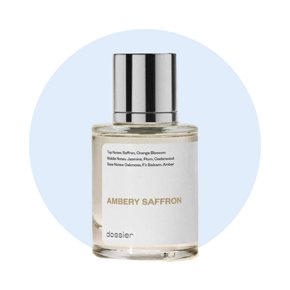 Top Notes: Saffron, Orange Blossom
Middle Notes: Jasmine, Plum, Cedarwood
Base Notes: Oakmoss, Fir Balsam, Amber
AMBERY SAFFRON
dossier